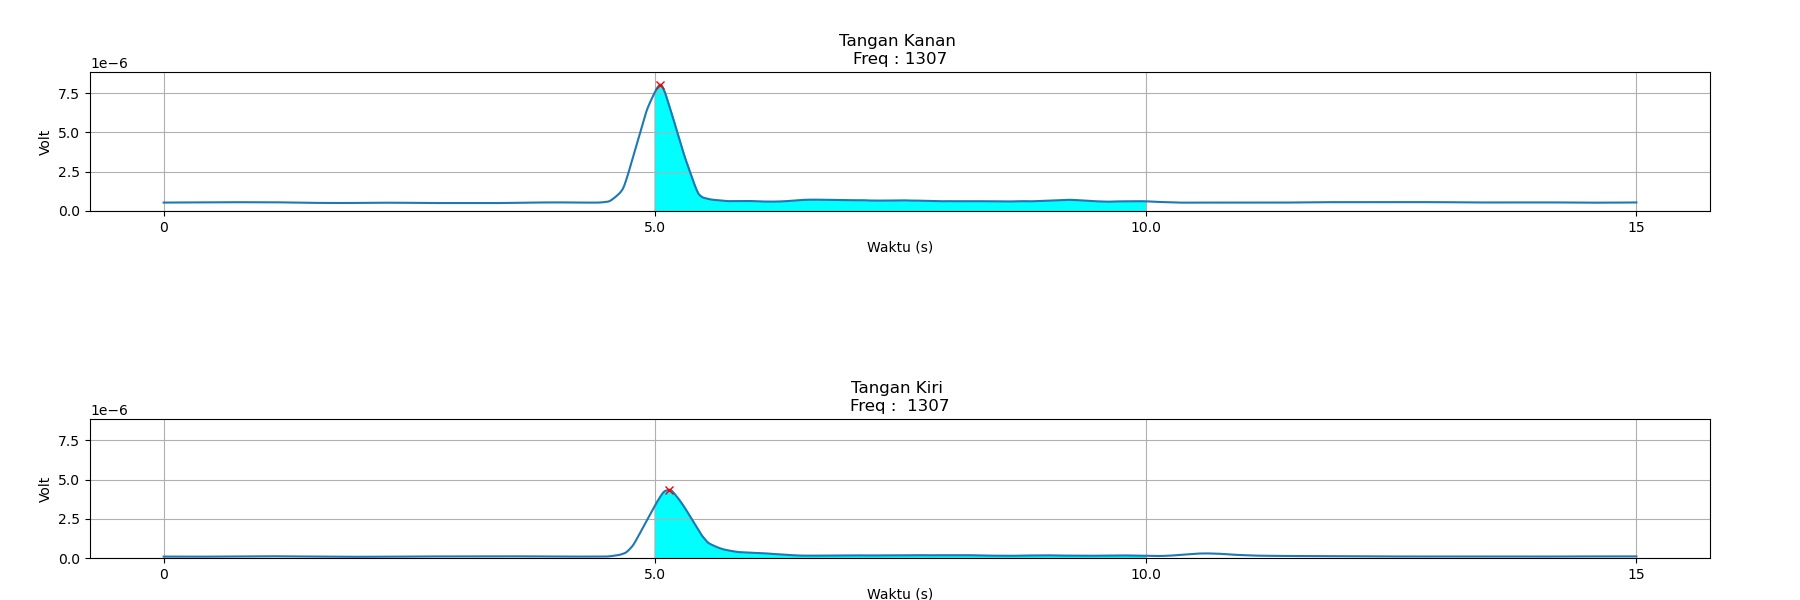 Tangan Kanan
Freq : 1307
1e−6
7.5
5.0
2.5
0.0
Volt
0 5.0 10.0 15
Waktu (s)
Tangan Kiri
Freq :  1307
1e−6
7.5
5.0
2.5
0.0
Volt
0 5.0 10.0 15
Waktu (s)